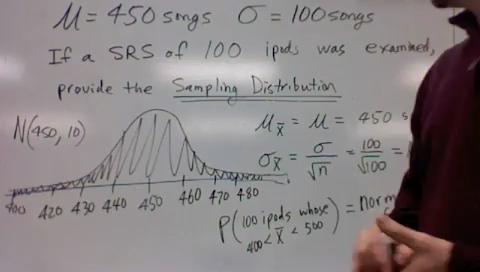 μ = 450 songs σ = 100 songs
If a SRS of 100 ipods was examined,
provide the Sampling Distribution
N(450, 10)
μx̄ = μ = 450 s
σx̄ = σ/√n = 100/√100 =
400 420 430 440 450 460 470 480
P(100 ipods whose 400 < x̄ < 500) = norm